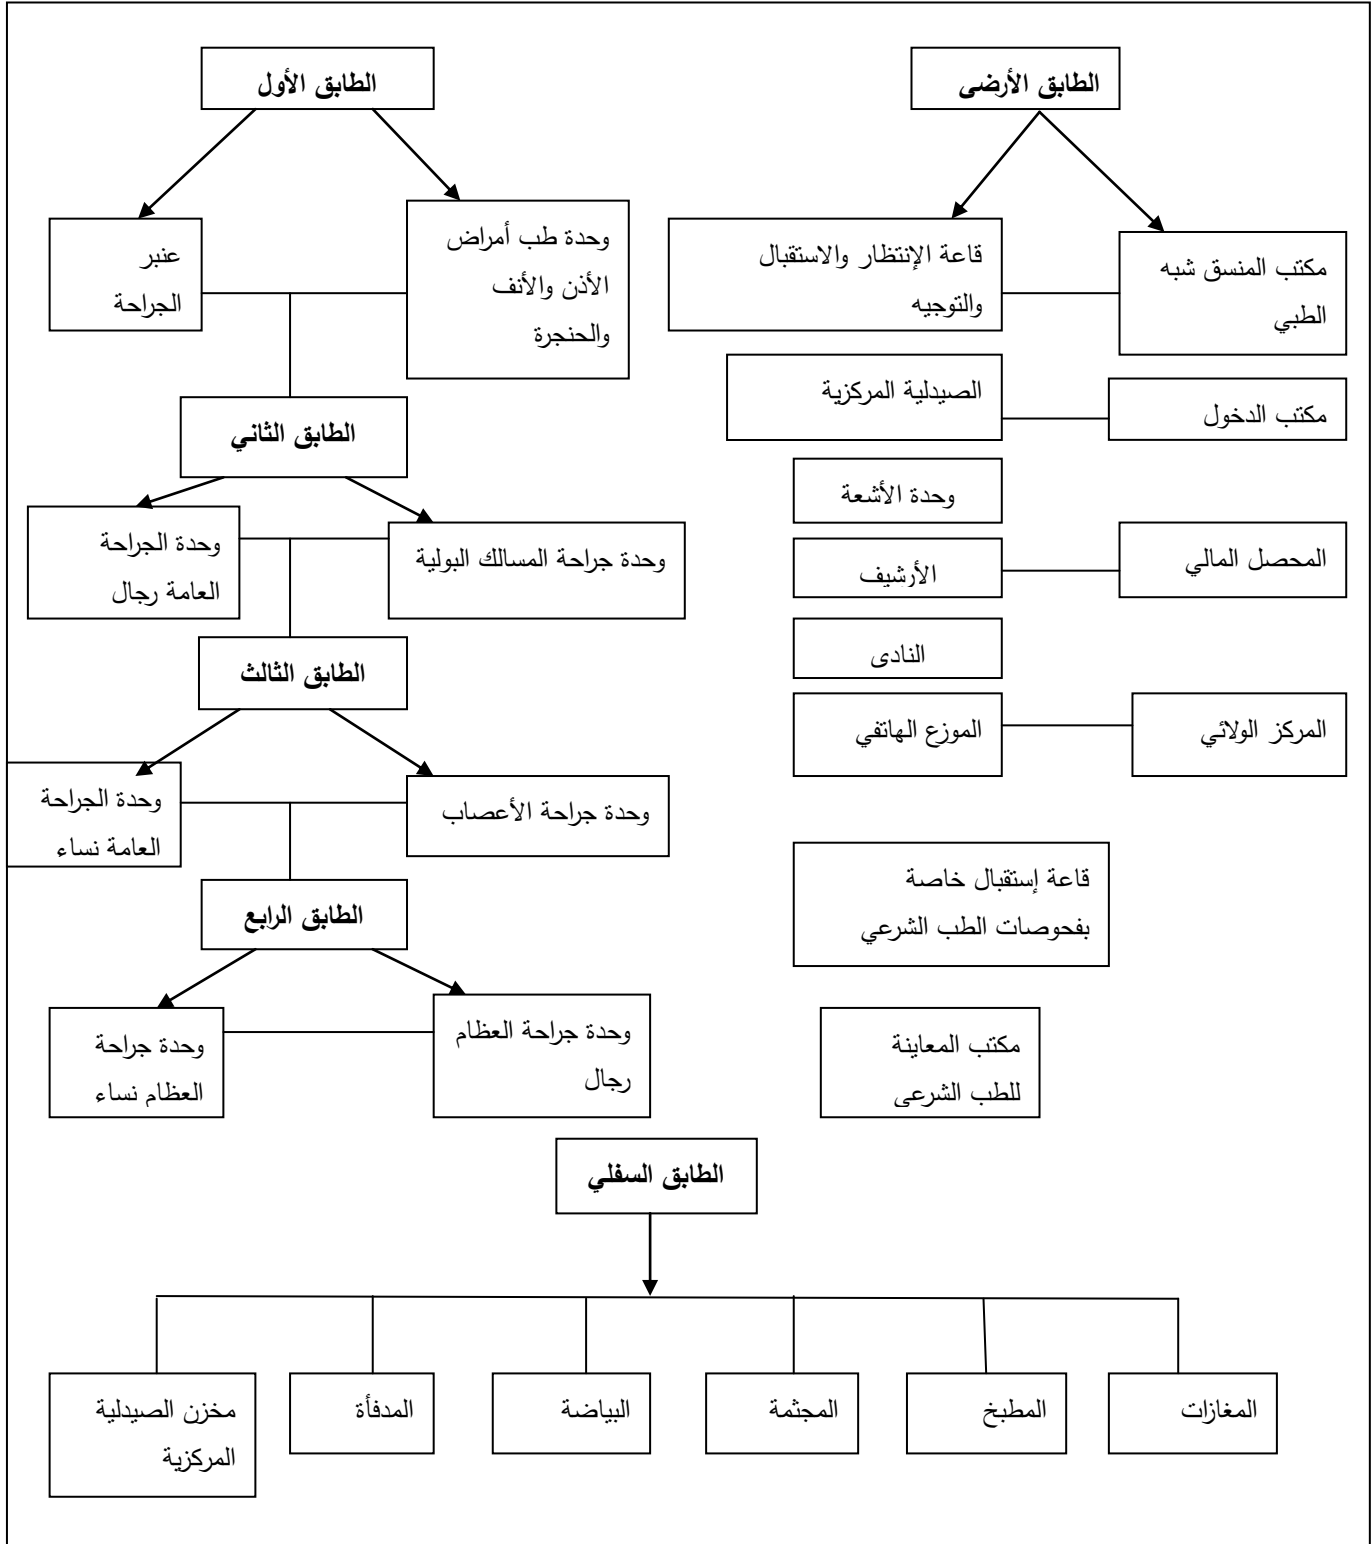 الطابق الأرضى
قاعة الإنتظار والاستقبال
والتوجيه
مكتب المنسق شبه
الطبي
الصيدلية المركزية
مكتب الدخول
وحدة الأشعة
الأرشيف
المحصل المالي
النادى
الموزع الهاتفي
المركز الولائي
قاعة إستقبال خاصة
بفحوصات الطب الشرعي
مكتب المعاينة
للطب الشرعى
الطابق الأول
وحدة طب أمراض
الأذن والأنف
والحنجرة
عنبر
الجراحة
الطابق الثاني
وحدة جراحة المسالك البولية
وحدة الجراحة
العامة رجال
الطابق الثالث
وحدة جراحة الأعصاب
وحدة الجراحة
العامة نساء
الطابق الرابع
وحدة جراحة العظام
رجال
وحدة جراحة
العظام نساء
الطابق السفلي
المغازات
المطبخ
المجثمة
البياضة
المدفأة
مخزن الصيدلية
المركزية